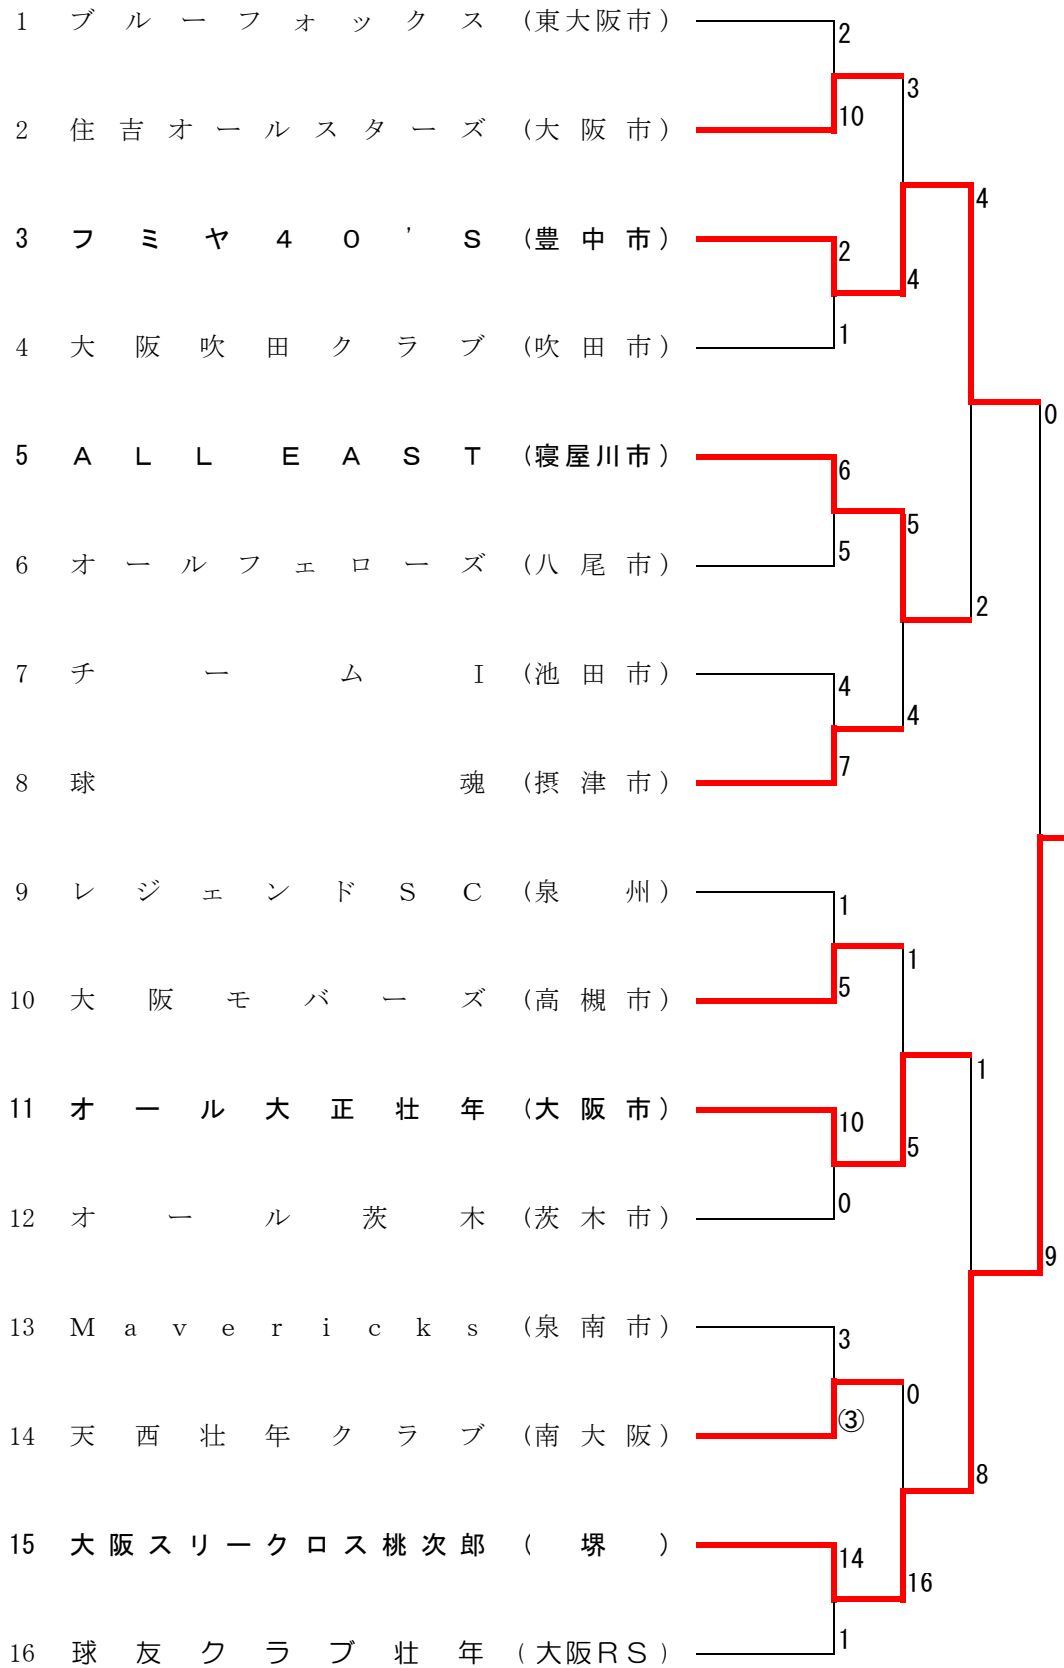 1 ブルーフォックス (東大阪市)
2
3
10
2 住吉オールスターズ (大阪市)
4
3 フミヤ40'S (豊中市)
2
4
1
4 大阪吹田クラブ (吹田市)
0
5 ALL EAST (寝屋川市)
6
5
5
6 オールフェローズ (八尾市)
2
7 チームI (池田市)
4
4
7
8 球魂 (摂津市)
9 レジェンドSC (泉州)
1
1
5
10 大阪モバーズ (高槻市)
1
11 オール大正壮年 (大阪市)
10
5
0
12 オール茨木 (茨木市)
9
13 Mavericks (泉南市)
3
0
③
14 天西壮年クラブ (南大阪)
8
15 大阪スリークロス桃次郎 (堺)
14
16
1
16 球友クラブ壮年 (大阪RS)